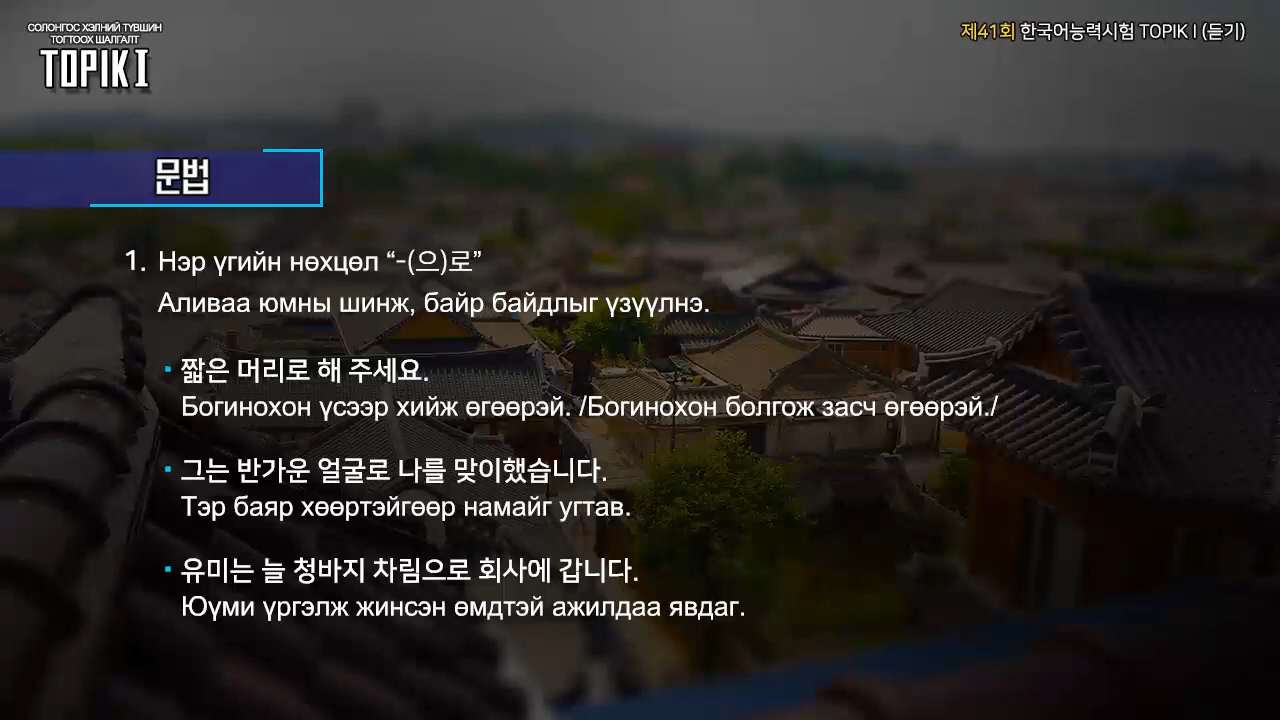 СОЛОНГОС ХЭЛНИЙ ТҮВШИН
ТОГТООХ ШАЛГАЛТ
TOPIK I
제41회 한국어능력시험 TOPIK I (듣기)
문법
1. Нэр үгийн нөхцөл “-(으)로”
Аливаа юмны шинж, байр байдлыг үзүүлнэ.
· 짧은 머리로 해 주세요.
Богинохон үсээр хийж өгөөрэй. /Богинохон болгож засч өгөөрэй./
· 그는 반가운 얼굴로 나를 맞이했습니다.
Тэр баяр хөөртэйгөөр намайг угтав.
· 유미는 늘 청바지 차림으로 회사에 갑니다.
Юүми үргэлж жинсэн өмдтэй ажилдаа явдаг.